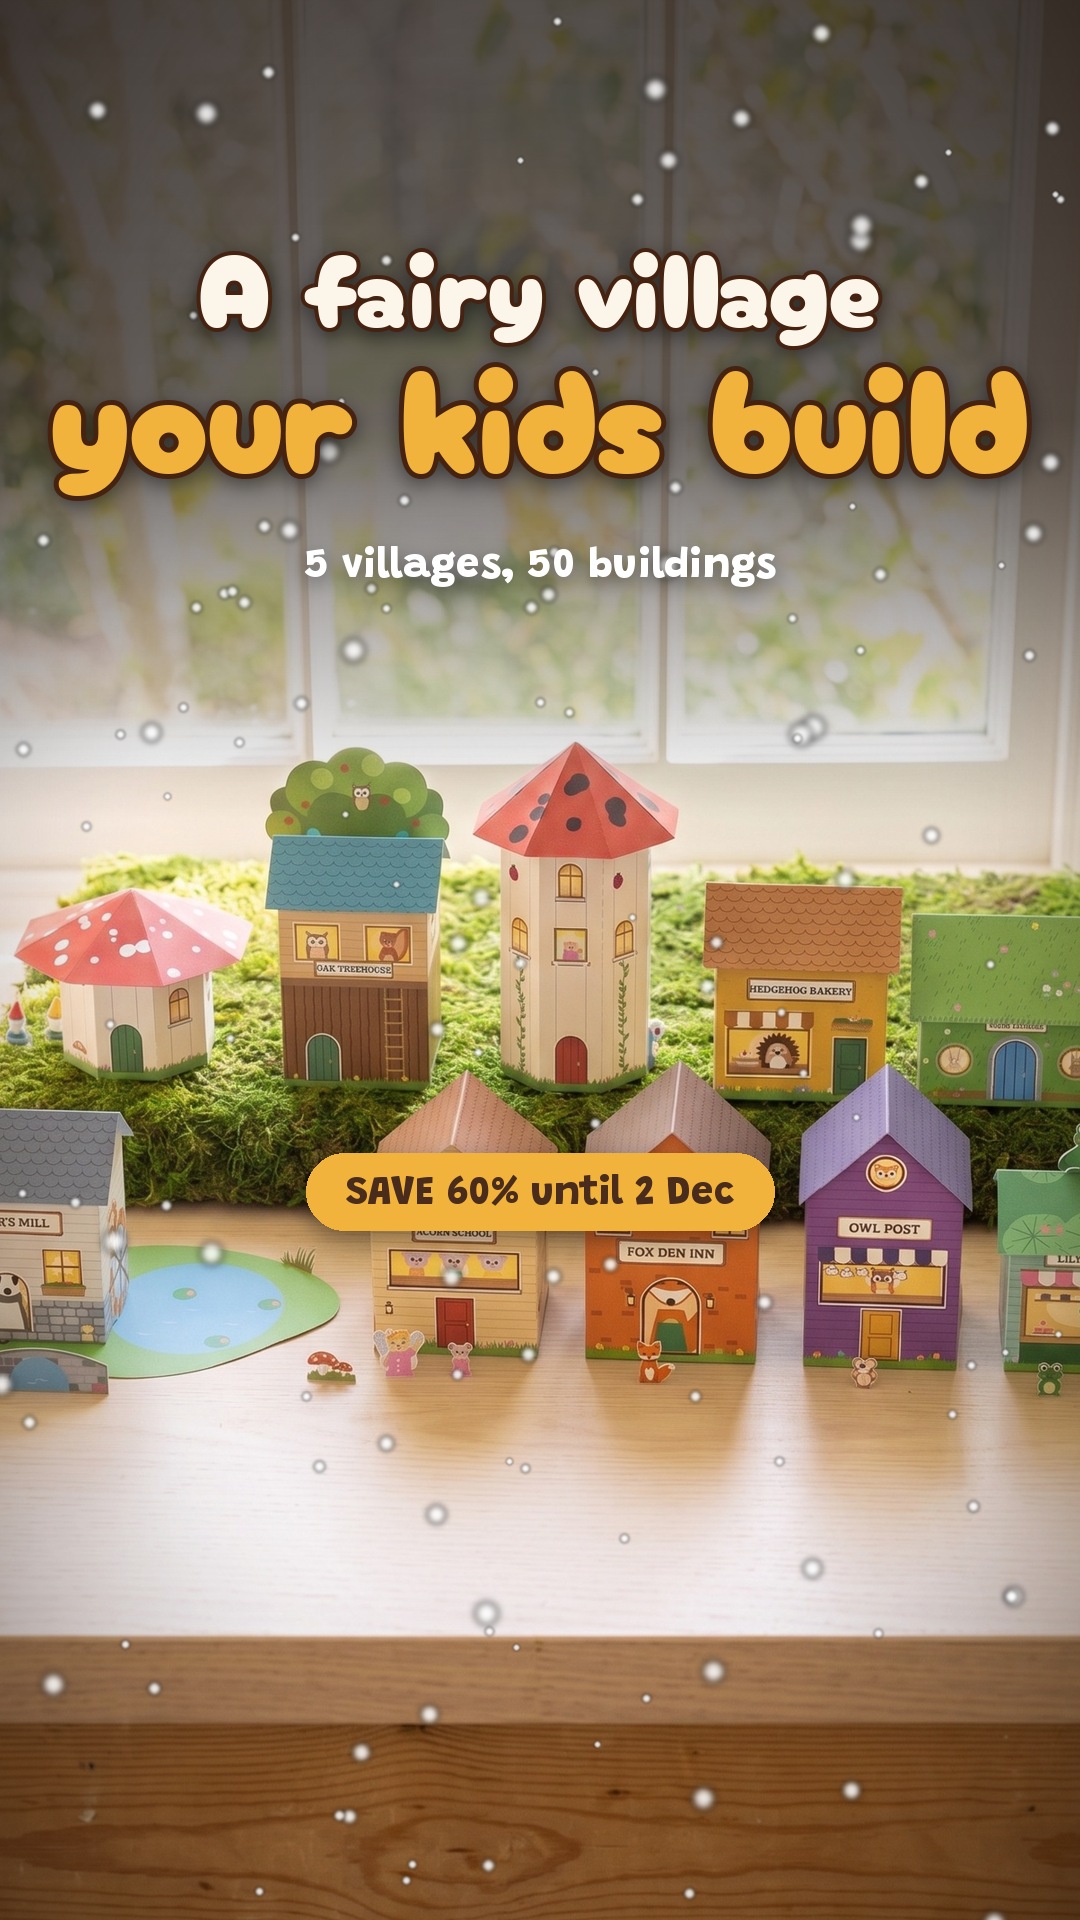 A fairy village
your kids build
5 villages, 50 buildings
OAK TREEHOUSE
HEDGEHOG BAKERY
SAVE 60% until 2 Dec
R'S MILL
ACORN SCHOOL
FOX DEN INN
OWL POST